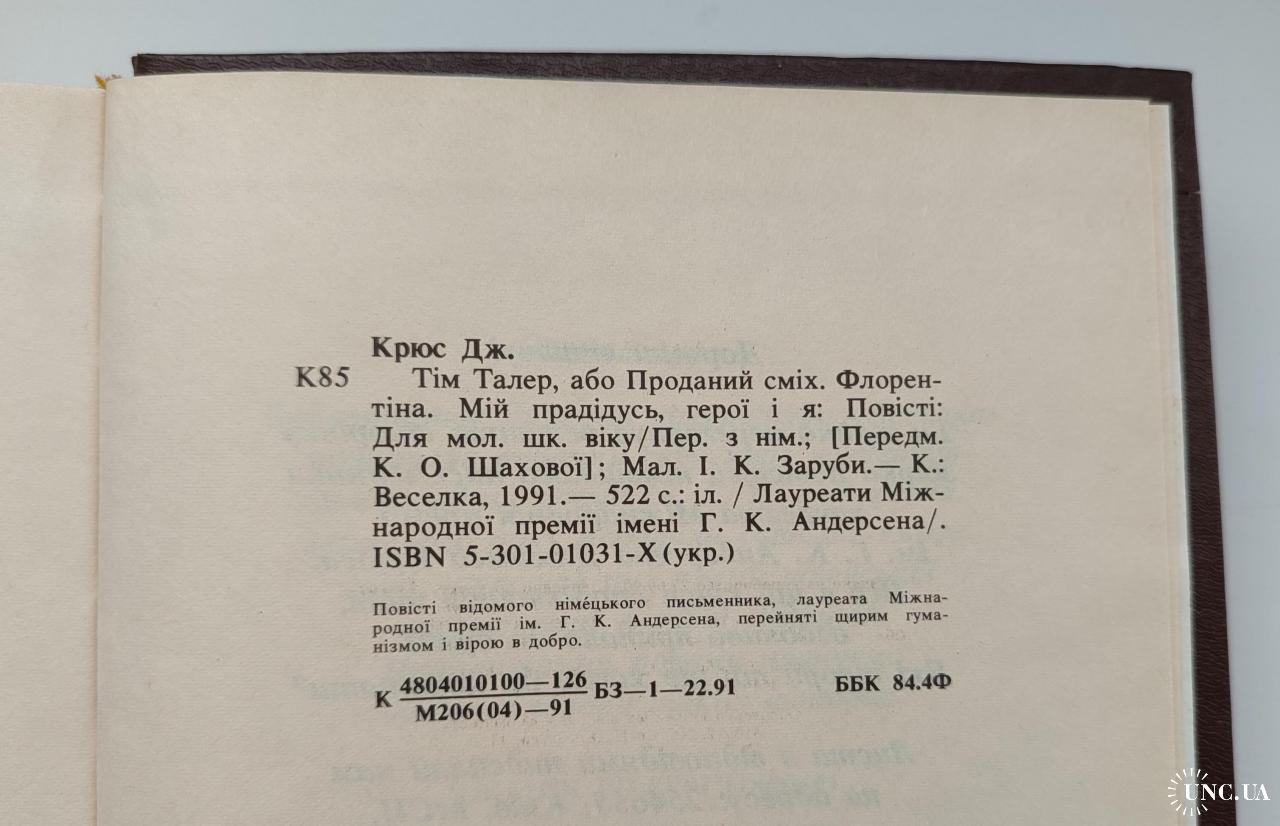 Крюс Дж.
К85 Тім Талер, або Проданий сміх. Флорен-
тіна. Мій прадідусь, герої і я: Повісті:
Для мол. шк. віку/Пер. з нім.; [Передм.
К. О. Шахової]; Мал. І. К. Заруби.— К.:
Веселка, 1991.— 522 с.: іл. / Лауреати Між-
народної премії імені Г. К. Андерсена/.
ISBN 5-301-01031-X (укр.)
Повісті відомого німецького письменника, лауреата Міжна-
родної премії ім. Г. К. Андерсена, перейняті щирим гума-
нізмом і вірою в добро.
К 4804010100—126 БЗ—1—22.91 ББК 84.4Ф
М206(04)—91
UNC.UA